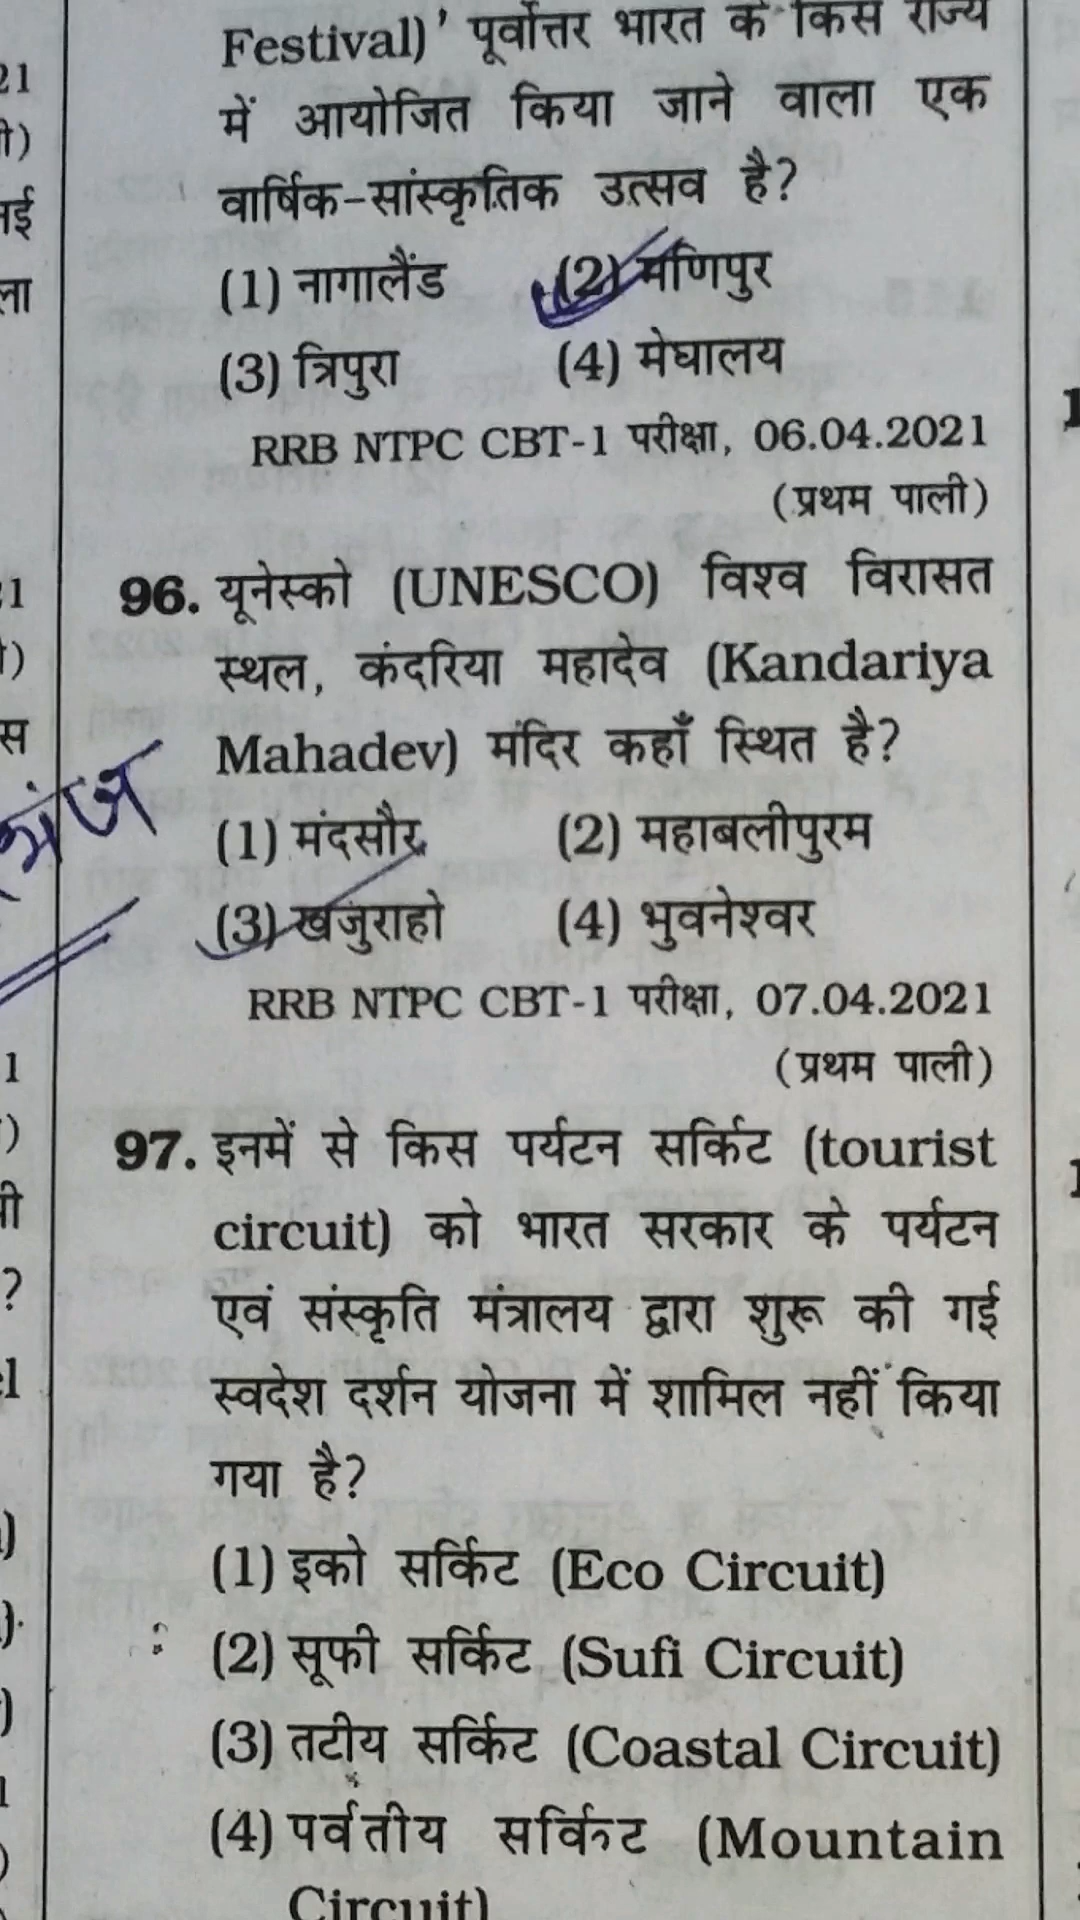 Festival)' पूर्वोत्तर भारत के किस राज्य
में आयोजित किया जाने वाला एक
वार्षिक-सांस्कृतिक उत्सव है?
(1) नागालैंड (2) मणिपुर
(3) त्रिपुरा (4) मेघालय
RRB NTPC CBT-1 परीक्षा, 06.04.2021
(प्रथम पाली)
96. यूनेस्को (UNESCO) विश्व विरासत
स्थल, कंदरिया महादेव (Kandariya
Mahadev) मंदिर कहाँ स्थित है?
(1) मंदसौर (2) महाबलीपुरम
(3) खजुराहो (4) भुवनेश्वर
RRB NTPC CBT-1 परीक्षा, 07.04.2021
(प्रथम पाली)
97. इनमें से किस पर्यटन सर्किट (tourist
circuit) को भारत सरकार के पर्यटन
एवं संस्कृति मंत्रालय द्वारा शुरू की गई
स्वदेश दर्शन योजना में शामिल नहीं किया
गया है?
(1) इको सर्किट (Eco Circuit)
(2) सूफी सर्किट (Sufi Circuit)
(3) तटीय सर्किट (Coastal Circuit)
(4) पर्वतीय सर्किट (Mountain
Circuit)